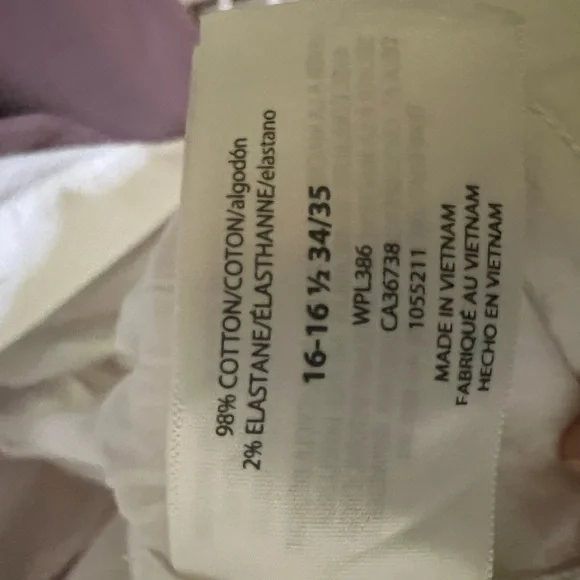 98% COTTON/COTON/algodón
2% ELASTANE/ÉLASTHANNE/elastano
16-16 ½ 34/35
WPL386
CA36738
1055211
MADE IN VIETNAM
FABRIQUÉ AU VIETNAM
HECHO EN VIETNAM